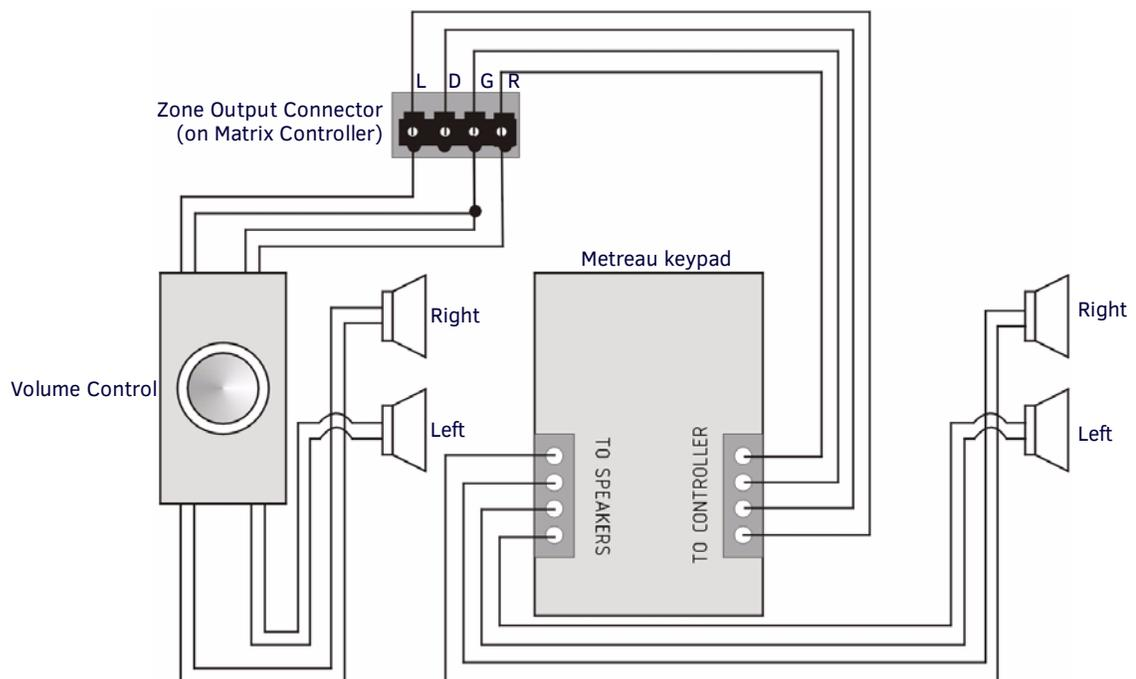 L D G R
Zone Output Connector
(on Matrix Controller)
Metreau keypad
Right
Right
Volume Control
Left
Left
TO SPEAKERS
TO CONTROLLER